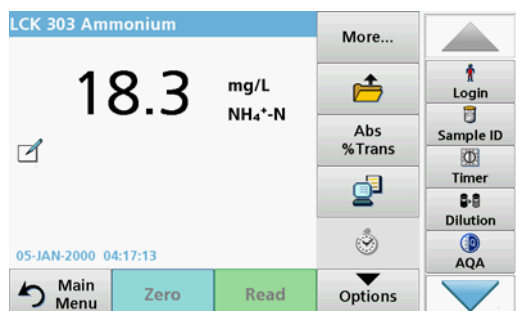 LCK 303 Ammonium
18.3 mg/L
NH₄⁺-N
05-JAN-2000 04:17:13
More...
Abs
%Trans
Main
Menu
Zero
Read
Options
Login
Sample ID
Timer
Dilution
AQA